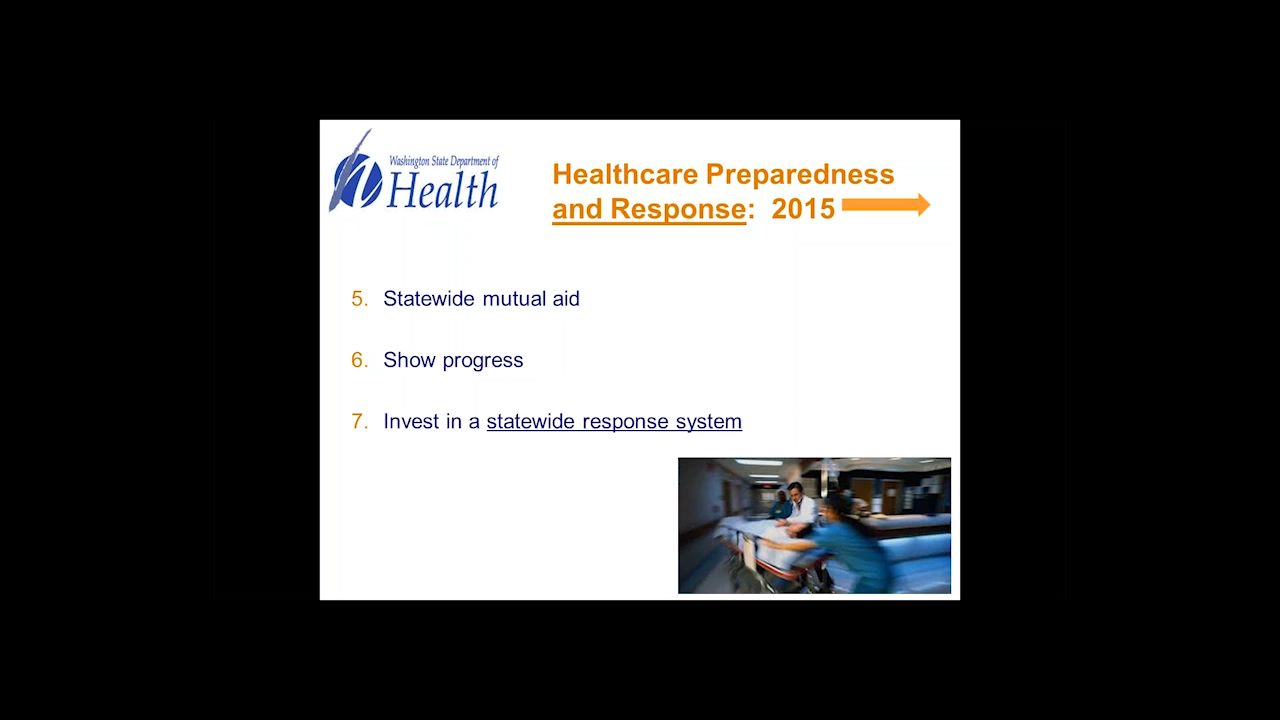 Washington State Department of
Health
Healthcare Preparedness
and Response: 2015
5. Statewide mutual aid
6. Show progress
7. Invest in a statewide response system